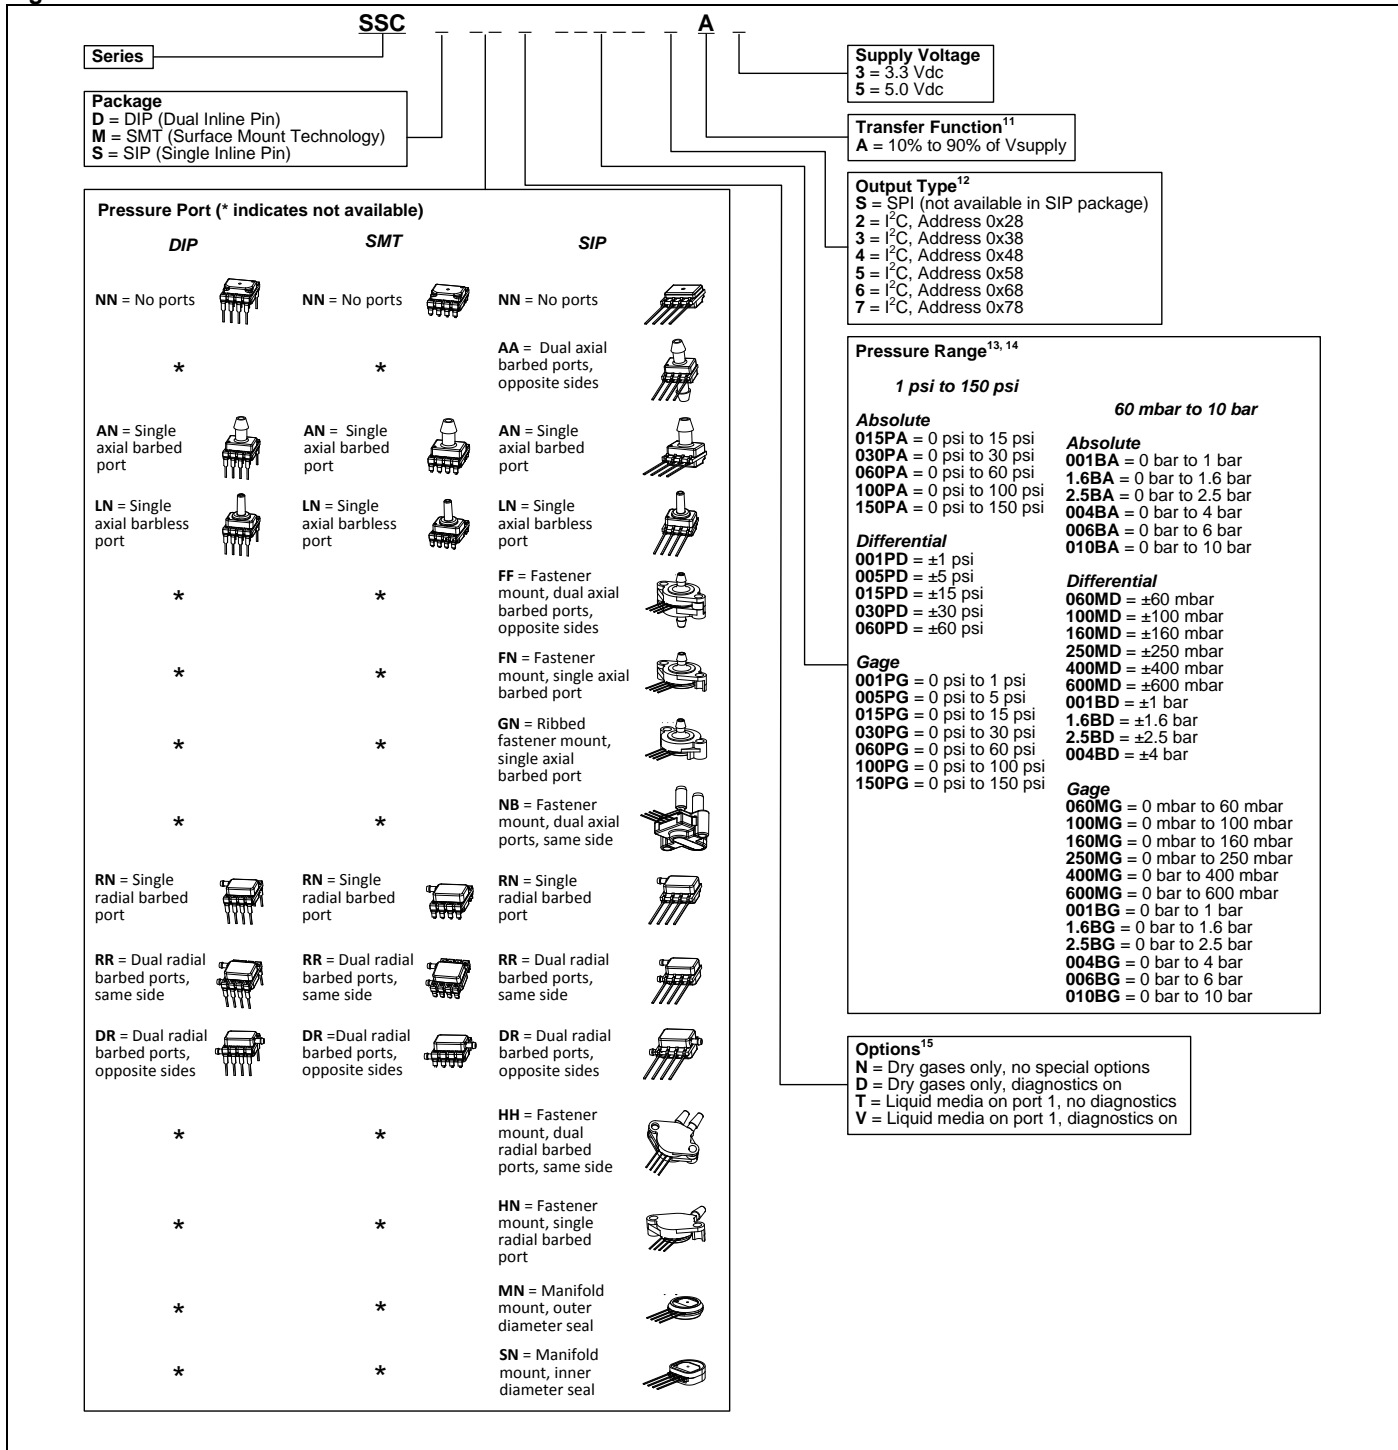 SSC _ _ _ _ _ _ _ _ _ A _
Series
Package
D = DIP (Dual Inline Pin)
M = SMT (Surface Mount Technology)
S = SIP (Single Inline Pin)
Pressure Port (* indicates not available)
DIP
SMT
SIP
NN = No ports
NN = No ports
NN = No ports
*
*
AA = Dual axial
barbed ports,
opposite sides
AN = Single
axial barbed
port
AN = Single
axial barbed
port
AN = Single
axial barbed
port
LN = Single
axial barbless
port
LN = Single
axial barbless
port
LN = Single
axial barbless
port
*
*
FF = Fastener
mount, dual axial
barbed ports,
opposite sides
*
*
FN = Fastener
mount, single axial
barbed port
*
*
GN = Ribbed
fastener mount,
single axial
barbed port
*
*
NB = Fastener
mount, dual axial
ports, same side
RN = Single
radial barbed
port
RN = Single
radial barbed
port
RN = Single
radial barbed
port
RR = Dual radial
barbed ports,
same side
RR = Dual radial
barbed ports,
same side
RR = Dual radial
barbed ports,
same side
DR = Dual radial
barbed ports,
opposite sides
DR =Dual radial
barbed ports,
opposite sides
DR = Dual radial
barbed ports,
opposite sides
*
*
HH = Fastener
mount, dual
radial barbed
ports, same side
*
*
HN = Fastener
mount, single
radial barbed
port
*
*
MN = Manifold
mount, outer
diameter seal
*
*
SN = Manifold
mount, inner
diameter seal
Supply Voltage
3 = 3.3 Vdc
5 = 5.0 Vdc
Transfer Function11
A = 10% to 90% of Vsupply
Output Type12
S = SPI (not available in SIP package)
2 = I2C, Address 0x28
3 = I2C, Address 0x38
4 = I2C, Address 0x48
5 = I2C, Address 0x58
6 = I2C, Address 0x68
7 = I2C, Address 0x78
Pressure Range13, 14
1 psi to 150 psi
Absolute
015PA = 0 psi to 15 psi
030PA = 0 psi to 30 psi
060PA = 0 psi to 60 psi
100PA = 0 psi to 100 psi
150PA = 0 psi to 150 psi
Differential
001PD = ±1 psi
005PD = ±5 psi
015PD = ±15 psi
030PD = ±30 psi
060PD = ±60 psi
Gage
001PG = 0 psi to 1 psi
005PG = 0 psi to 5 psi
015PG = 0 psi to 15 psi
030PG = 0 psi to 30 psi
060PG = 0 psi to 60 psi
100PG = 0 psi to 100 psi
150PG = 0 psi to 150 psi
60 mbar to 10 bar
Absolute
001BA = 0 bar to 1 bar
1.6BA = 0 bar to 1.6 bar
2.5BA = 0 bar to 2.5 bar
004BA = 0 bar to 4 bar
006BA = 0 bar to 6 bar
010BA = 0 bar to 10 bar
Differential
060MD = ±60 mbar
100MD = ±100 mbar
160MD = ±160 mbar
250MD = ±250 mbar
400MD = ±400 mbar
600MD = ±600 mbar
001BD = ±1 bar
1.6BD = ±1.6 bar
2.5BD = ±2.5 bar
004BD = ±4 bar
Gage
060MG = 0 mbar to 60 mbar
100MG = 0 mbar to 100 mbar
160MG = 0 mbar to 160 mbar
250MG = 0 mbar to 250 mbar
400MG = 0 bar to 400 mbar
600MG = 0 bar to 600 mbar
001BG = 0 bar to 1 bar
1.6BG = 0 bar to 1.6 bar
2.5BG = 0 bar to 2.5 bar
004BG = 0 bar to 4 bar
006BG = 0 bar to 6 bar
010BG = 0 bar to 10 bar
Options15
N = Dry gases only, no special options
D = Dry gases only, diagnostics on
T = Liquid media on port 1, no diagnostics
V = Liquid media on port 1, diagnostics on